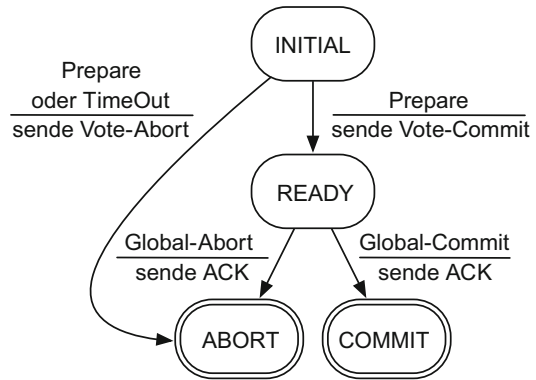 INITIAL
Prepare
oder TimeOut
sende Vote-Abort
Prepare
sende Vote-Commit
READY
Global-Abort
sende ACK
Global-Commit
sende ACK
ABORT
COMMIT